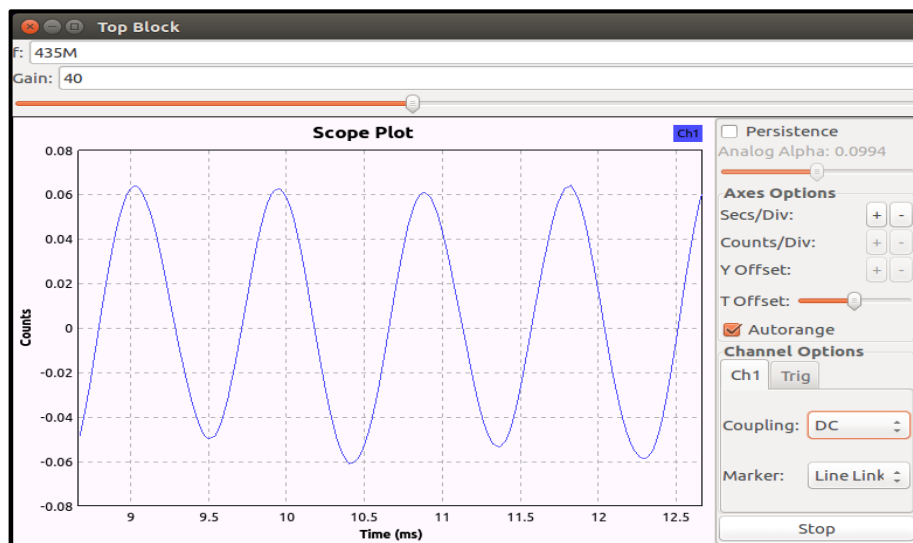 Top Block
f: 435M
Gain: 40
Scope Plot
Ch1
0.08
0.06
0.04
0.02
0
-0.02
-0.04
-0.06
-0.08
Counts
9
9.5
10
10.5
11
11.5
12
12.5
Time (ms)
Persistence
Analog Alpha: 0.0994
Axes Options
Secs/Div: + -
Counts/Div: + -
Y Offset: + -
T Offset:
Autorange
Channel Options
Ch1 Trig
Coupling: DC
Marker: Line Link
Stop